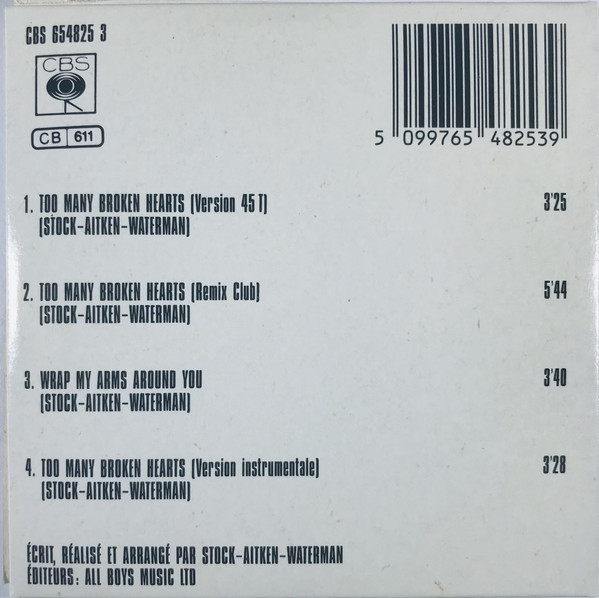 CBS 654825 3
CBS
CB 611
5 099765 482539
1. TOO MANY BROKEN HEARTS (Version 45 T) 3'25
(STOCK-AITKEN-WATERMAN)
2. TOO MANY BROKEN HEARTS (Remix Club) 5'44
(STOCK-AITKEN-WATERMAN)
3. WRAP MY ARMS AROUND YOU 3'40
(STOCK-AITKEN-WATERMAN)
4. TOO MANY BROKEN HEARTS (Version instrumentale) 3'28
(STOCK-AITKEN-WATERMAN)
ÉCRIT, RÉALISÉ ET ARRANGÉ PAR STOCK-AITKEN-WATERMAN
ÉDITEURS: ALL BOYS MUSIC LTD